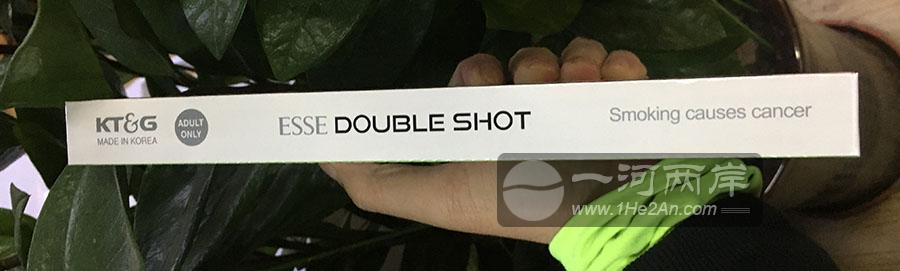 KT&G
MADE IN KOREA
ADULT
ONLY
ESSE DOUBLE SHOT
Smoking causes cancer
一河两岸
www.1He2An.com